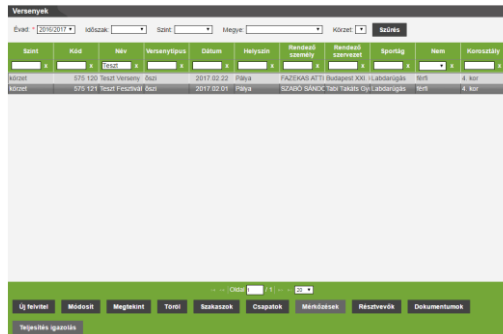 Versenyek
Évad: * 2016/2017 Időszak: Szint: Megye: Körzet: Szűrés
Szint Kód Név Versenytípus Dátum Helyszín Rendező személy Rendező szervezet Sportág Nem Korosztály
x x Teszt x x x x x x x x x
körzet 575 120 Teszt Verseny őszi 2017.02.22 Pálya FAZEKAS ATTI Budapest XXI. Labdarúgás férfi 4. kor
körzet 575 121 Teszt Fesztivál őszi 2017.02.01 Pálya SZABÓ SÁNDO Tabi Takáts Gy Labdarúgás férfi 4. kor
Oldal 1 / 1 20
Új felvitel Módosít Megtekint Töröl Szakaszok Csapatok Mérkőzések Résztvevők Dokumentumok
Teljesítés igazolás